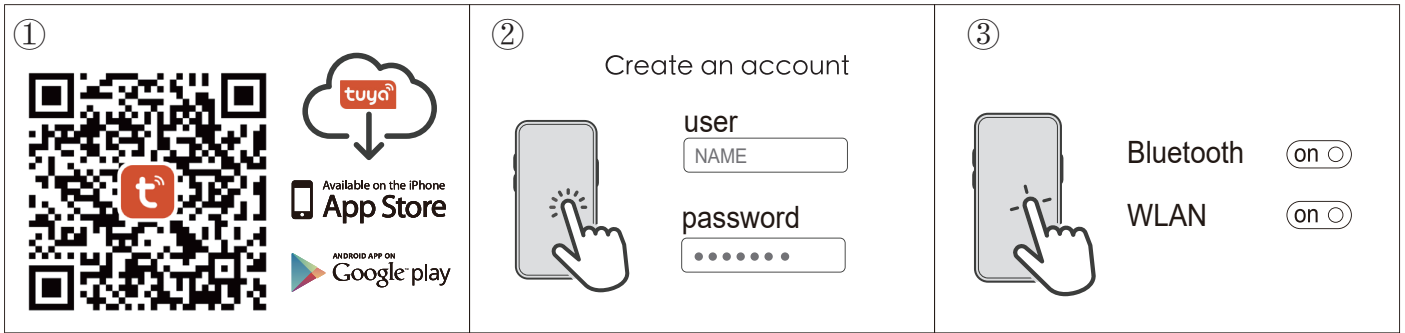 ①
tuya
t
Available on the iPhone
App Store
ANDROID APP ON
Google play
②
Create an account
user
NAME
password
③
Bluetooth on
WLAN on